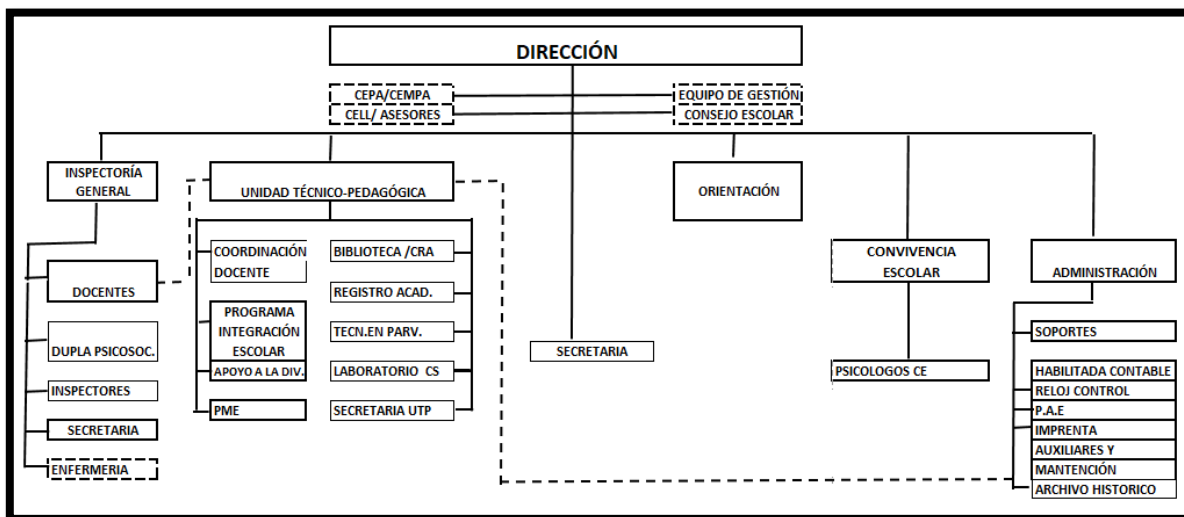 DIRECCIÓN
CEPA/CEMPA
EQUIPO DE GESTIÓN
CELL/ ASESORES
CONSEJO ESCOLAR
INSPECTORÍA
GENERAL
UNIDAD TÉCNICO-PEDAGÓGICA
ORIENTACIÓN
DOCENTES
DUPLA PSICOSOC.
INSPECTORES
SECRETARIA
ENFERMERIA
COORDINACIÓN
DOCENTE
PROGRAMA
INTEGRACIÓN
ESCOLAR
APOYO A LA DIV.
PME
BIBLIOTECA /CRA
REGISTRO ACAD.
TECN.EN PARV.
LABORATORIO CS
SECRETARIA UTP
SECRETARIA
CONVIVENCIA
ESCOLAR
PSICOLOGOS CE
ADMINISTRACIÓN
SOPORTES
HABILITADA CONTABLE
RELOJ CONTROL
P.A.E
IMPRENTA
AUXILIARES Y
MANTENCIÓN
ARCHIVO HISTORICO